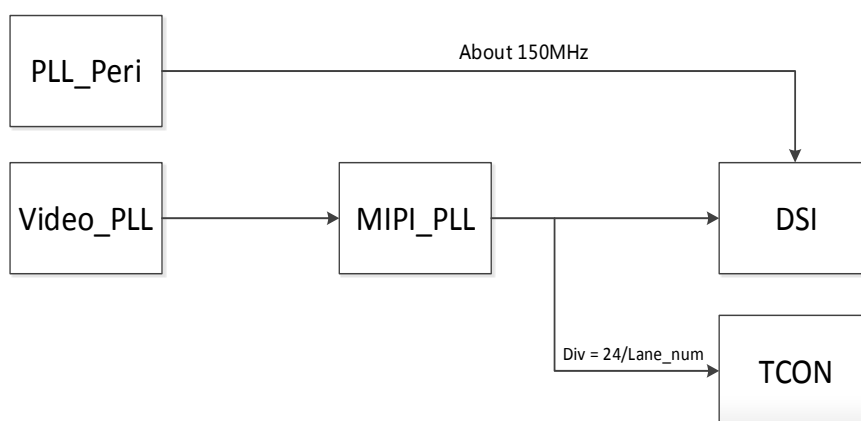 PLL_Peri
About 150MHz
Video_PLL
MIPI_PLL
DSI
Div = 24/Lane_num
TCON